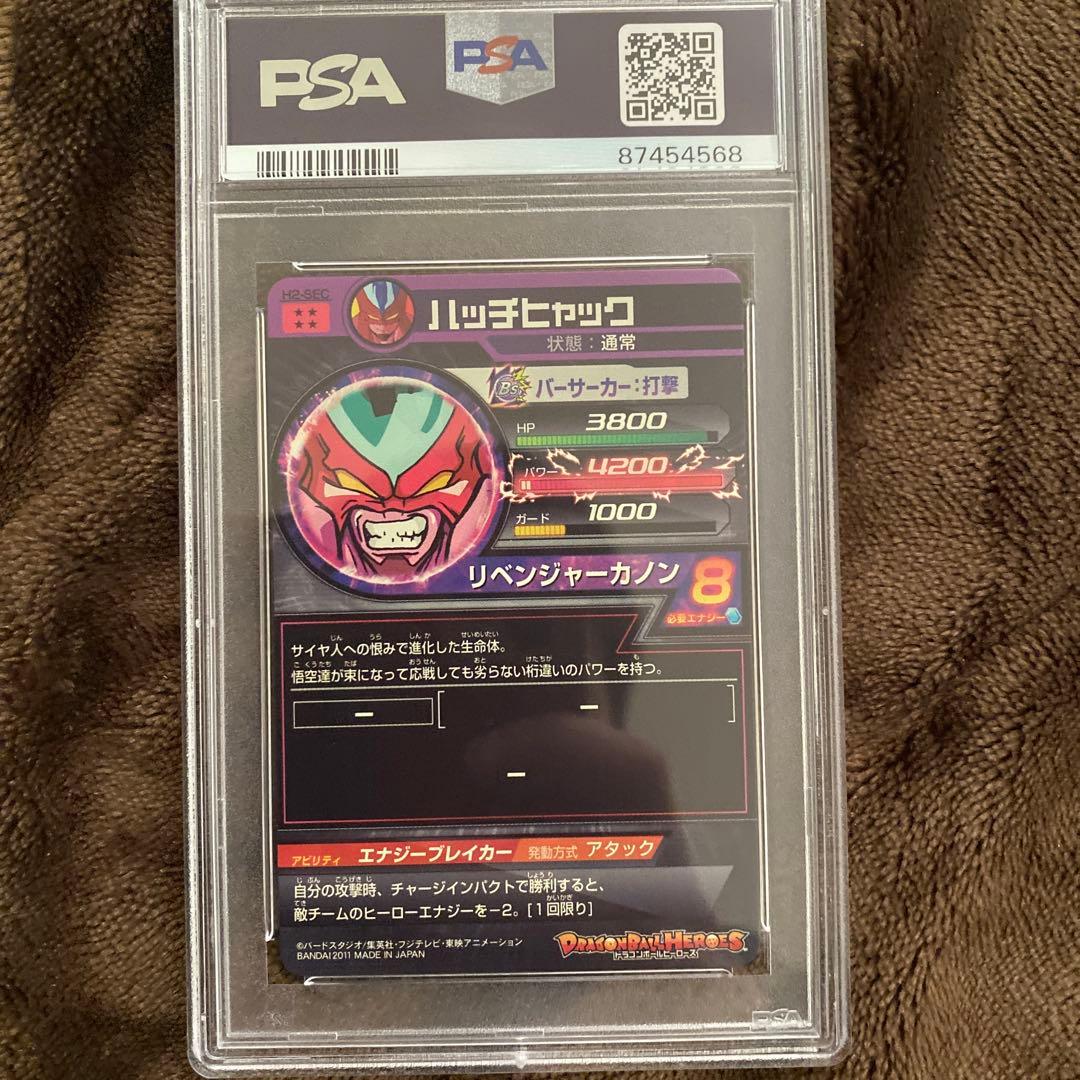 PSA
PSA
87454568
H2-SEC
ハッチヒャック
状態：通常
Bs
バーサーカー：打撃
HP
3800
パワー
4200
ガード
1000
リベンジャーカノン
8
必要エナジー
サイヤ人への恨みで進化した生命体。
悟空達が束になって応戦しても劣らない桁違いのパワーを持つ。
ー
ー
ー
アビリティ エナジーブレイカー 発動方式 アタック
自分の攻撃時、チャージインパクトで勝利すると、
敵チームのヒーローエナジーを－2。[1回限り]
©バードスタジオ/集英社・フジテレビ・東映アニメーション
BANDAI 2011 MADE IN JAPAN
DRAGONBALL HEROES
ドラゴンボールヒーローズ
PSA